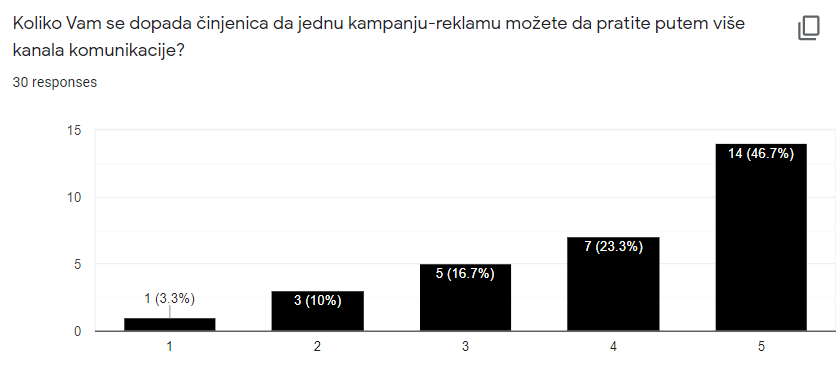 Koliko Vam se dopada činjenica da jednu kampanju-reklamu možete da pratite putem više
kanala komunikacije?
30 responses
15
10
5
0
1 (3.3%)
3 (10%)
5 (16.7%)
7 (23.3%)
14 (46.7%)
1 2 3 4 5